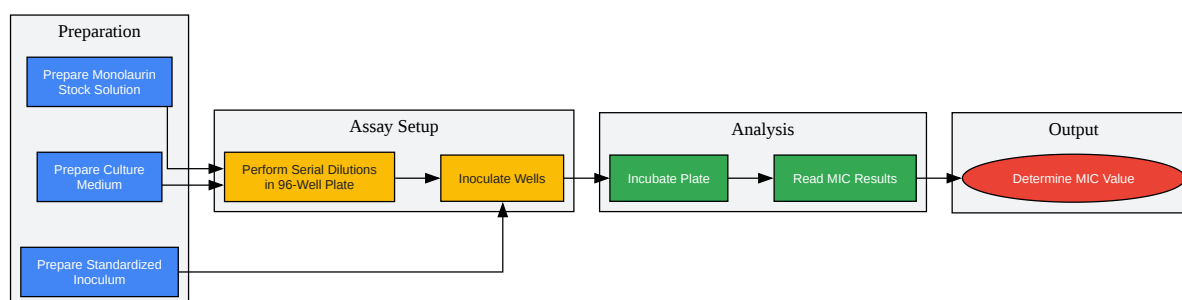 Preparation
Prepare Monolaurin
Stock Solution
Prepare Culture
Medium
Prepare Standardized
Inoculum
Assay Setup
Perform Serial Dilutions
in 96-Well Plate
Inoculate Wells
Analysis
Incubate Plate
Read MIC Results
Output
Determine MIC Value